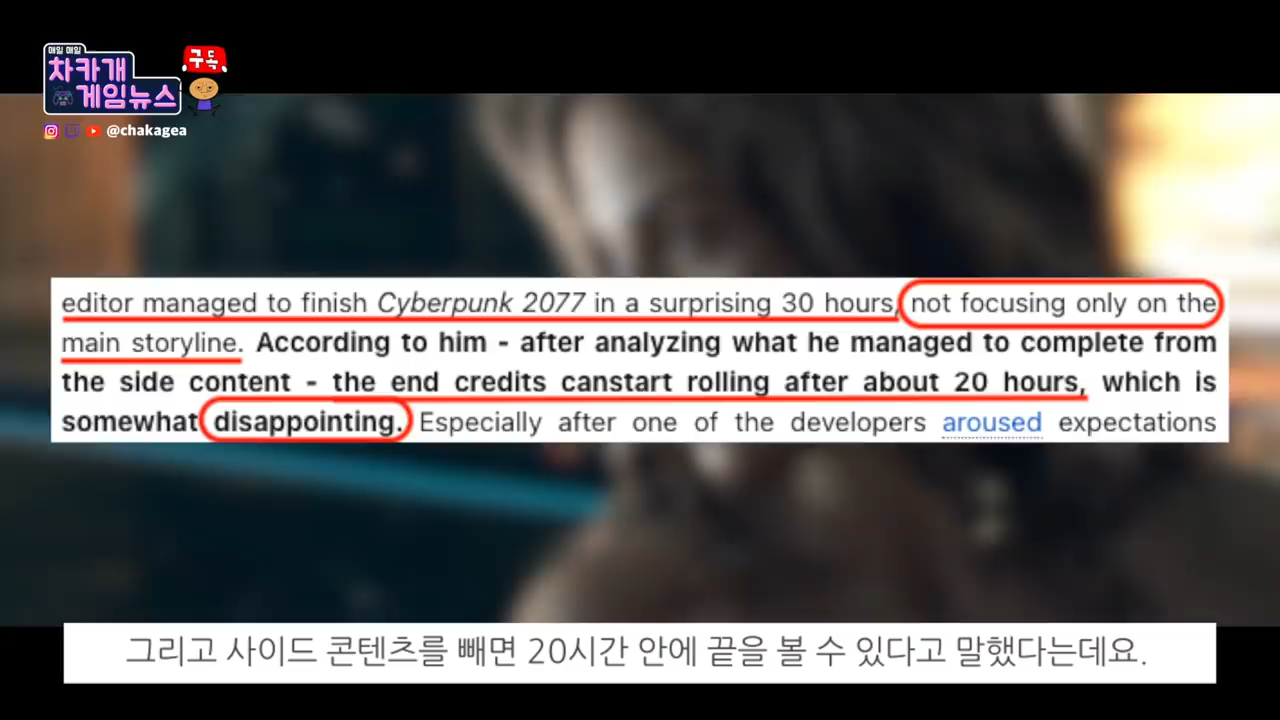 매일 매일
차카개
게임뉴스
구독
@chakagea
editor managed to finish Cyberpunk 2077 in a surprising 30 hours, not focusing only on the
main storyline. According to him - after analyzing what he managed to complete from
the side content - the end credits canstart rolling after about 20 hours, which is
somewhat disappointing. Especially after one of the developers aroused expectations
그리고 사이드 콘텐츠를 빼면 20시간 안에 끝을 볼 수 있다고 말했다는데요.